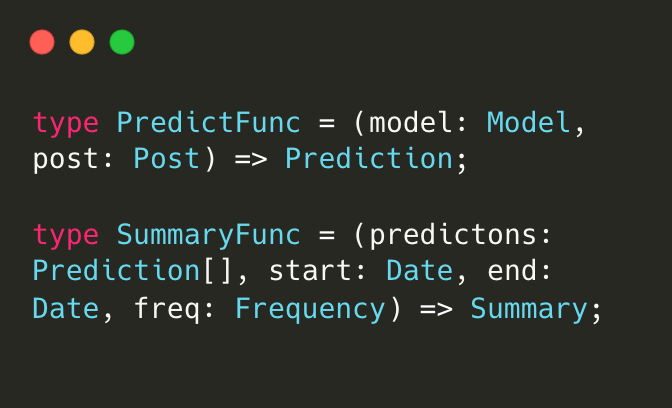 type PredictFunc = (model: Model,
post: Post) => Prediction;
type SummaryFunc = (predictons:
Prediction[], start: Date, end:
Date, freq: Frequency) => Summary;